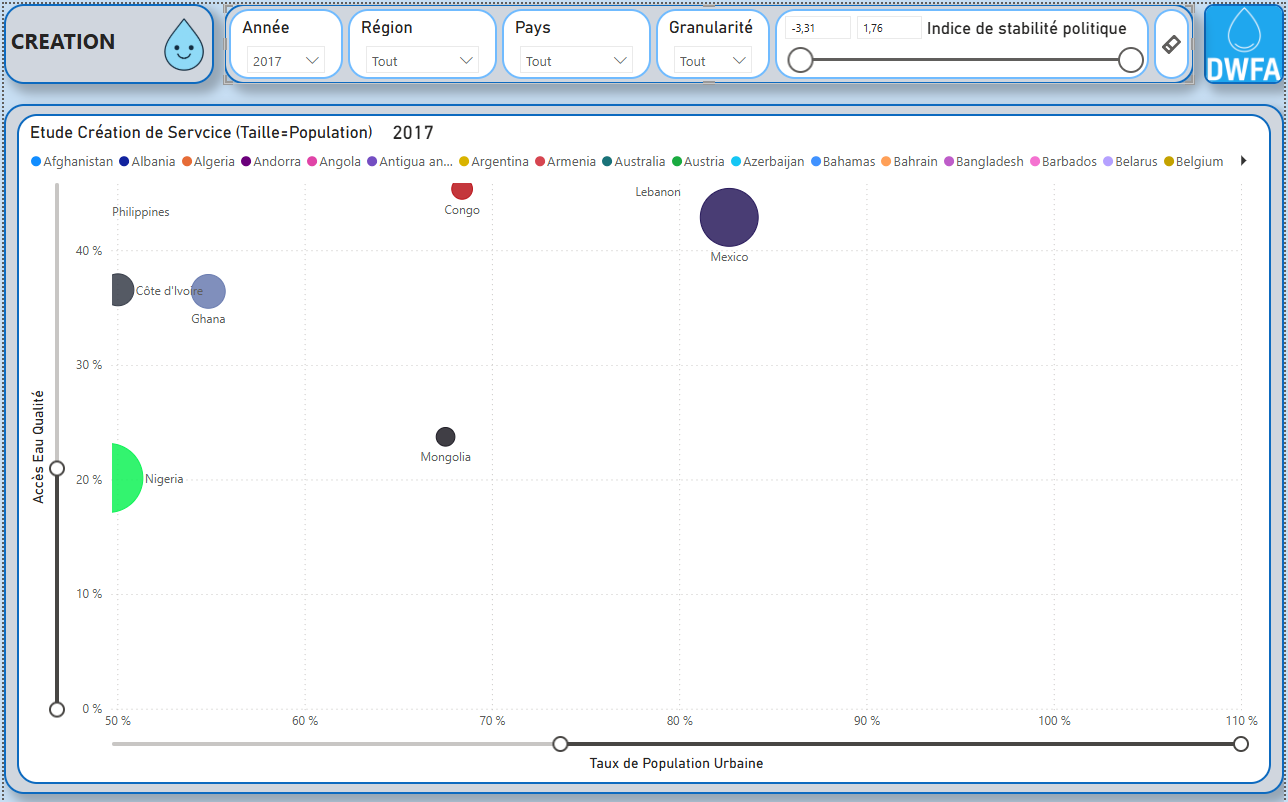 CREATION
Année
2017
Région
Tout
Pays
Tout
Granularité
Tout
-3,31
1,76
Indice de stabilité politique
DWFA
Etude Création de Servcice (Taille=Population) 2017
Afghanistan Albania Algeria Andorra Angola Antigua an... Argentina Armenia Australia Austria Azerbaijan Bahamas Bahrain Bangladesh Barbados Belarus Belgium
Lebanon
Philippines
Congo
40 %
Mexico
Côte d'Ivoire
Ghana
30 %
Mongolia
Accès Eau Qualité
20 %
Nigeria
10 %
0 %
50 % 60 % 70 % 80 % 90 % 100 % 110 %
Taux de Population Urbaine